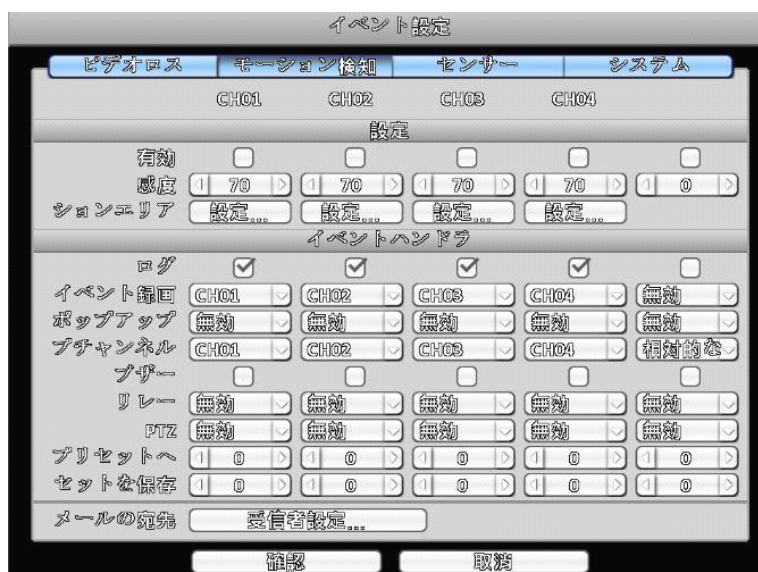 イベント設定
ビデオロス モーション検知 センサー システム
CH01 CH02 CH03 CH04
設定
有効
感度 70 70 70 70 0
ションエリア 設定... 設定... 設定... 設定...
イベントハンドラ
ログ
イベント録画 CH01 CH02 CH03 CH04 無効
ポップアップ 無効 無効 無効 無効 無効
プチャンネル CH01 CH02 CH03 CH04 相対的な
ブザー
リレー 無効 無効 無効 無効 無効
PTZ 無効 無効 無効 無効 無効
プリセットへ 0 0 0 0 0
セットを保存 0 0 0 0 0
メールの宛先 受信者設定...
確認 取消